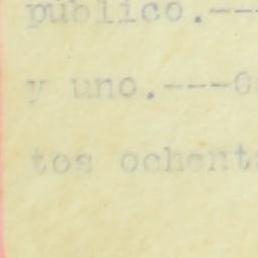 público.---
y uno.---O
tos ochent